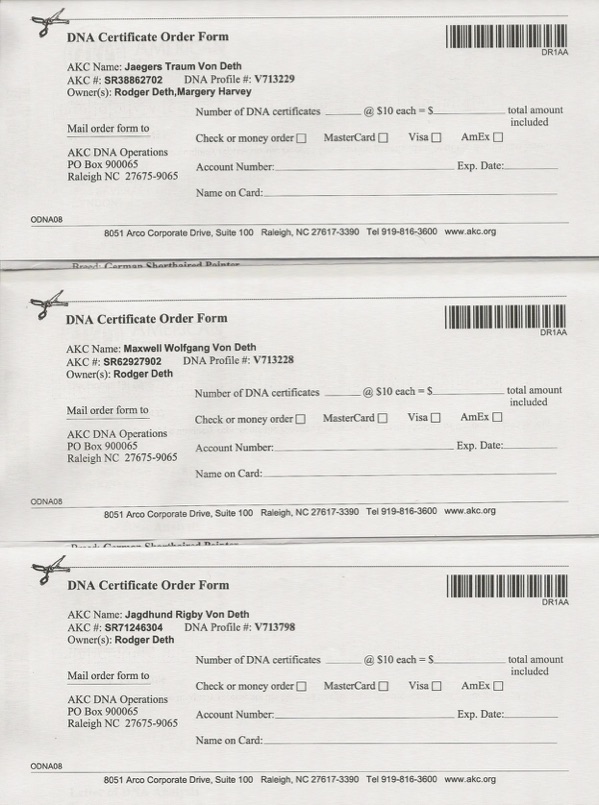 DNA Certificate Order Form
DR1AA
AKC Name: Jaegers Traum Von Deth
AKC #: SR38862702 DNA Profile #: V713229
Owner(s): Rodger Deth,Margery Harvey
Number of DNA certificates ______ @ $10 each = $____________ total amount
included
Mail order form to
Check or money order ☐ MasterCard ☐ Visa ☐ AmEx ☐
AKC DNA Operations
PO Box 900065
Raleigh NC 27675-9065
Account Number:______________________________ Exp. Date:_________
Name on Card:______________________________
ODNA08
8051 Arco Corporate Drive, Suite 100 Raleigh, NC 27617-3390 Tel 919-816-3600 www.akc.org
Breed: German Shorthaired Pointer
DNA Certificate Order Form
DR1AA
AKC Name: Maxwell Wolfgang Von Deth
AKC #: SR62927902 DNA Profile #: V713228
Owner(s): Rodger Deth
Number of DNA certificates ______ @ $10 each = $____________ total amount
included
Mail order form to
Check or money order ☐ MasterCard ☐ Visa ☐ AmEx ☐
AKC DNA Operations
PO Box 900065
Raleigh NC 27675-9065
Account Number:______________________________ Exp. Date:_________
Name on Card:______________________________
ODNA08
8051 Arco Corporate Drive, Suite 100 Raleigh, NC 27617-3390 Tel 919-816-3600 www.akc.org
Breed: German Shorthaired Pointer
DNA Certificate Order Form
DR1AA
AKC Name: Jagdhund Rigby Von Deth
AKC #: SR71246304 DNA Profile #: V713798
Owner(s): Rodger Deth
Number of DNA certificates ______ @ $10 each = $____________ total amount
included
Mail order form to
Check or money order ☐ MasterCard ☐ Visa ☐ AmEx ☐
AKC DNA Operations
PO Box 900065
Raleigh NC 27675-9065
Account Number:______________________________ Exp. Date:_________
Name on Card:______________________________
ODNA08
8051 Arco Corporate Drive, Suite 100 Raleigh, NC 27617-3390 Tel 919-816-3600 www.akc.org